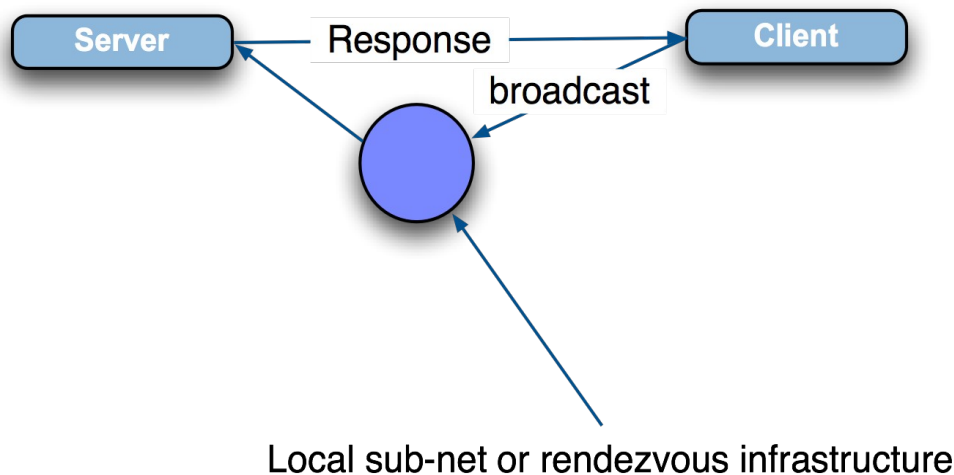 Server
Response
Client
broadcast
Local sub-net or rendezvous infrastructure